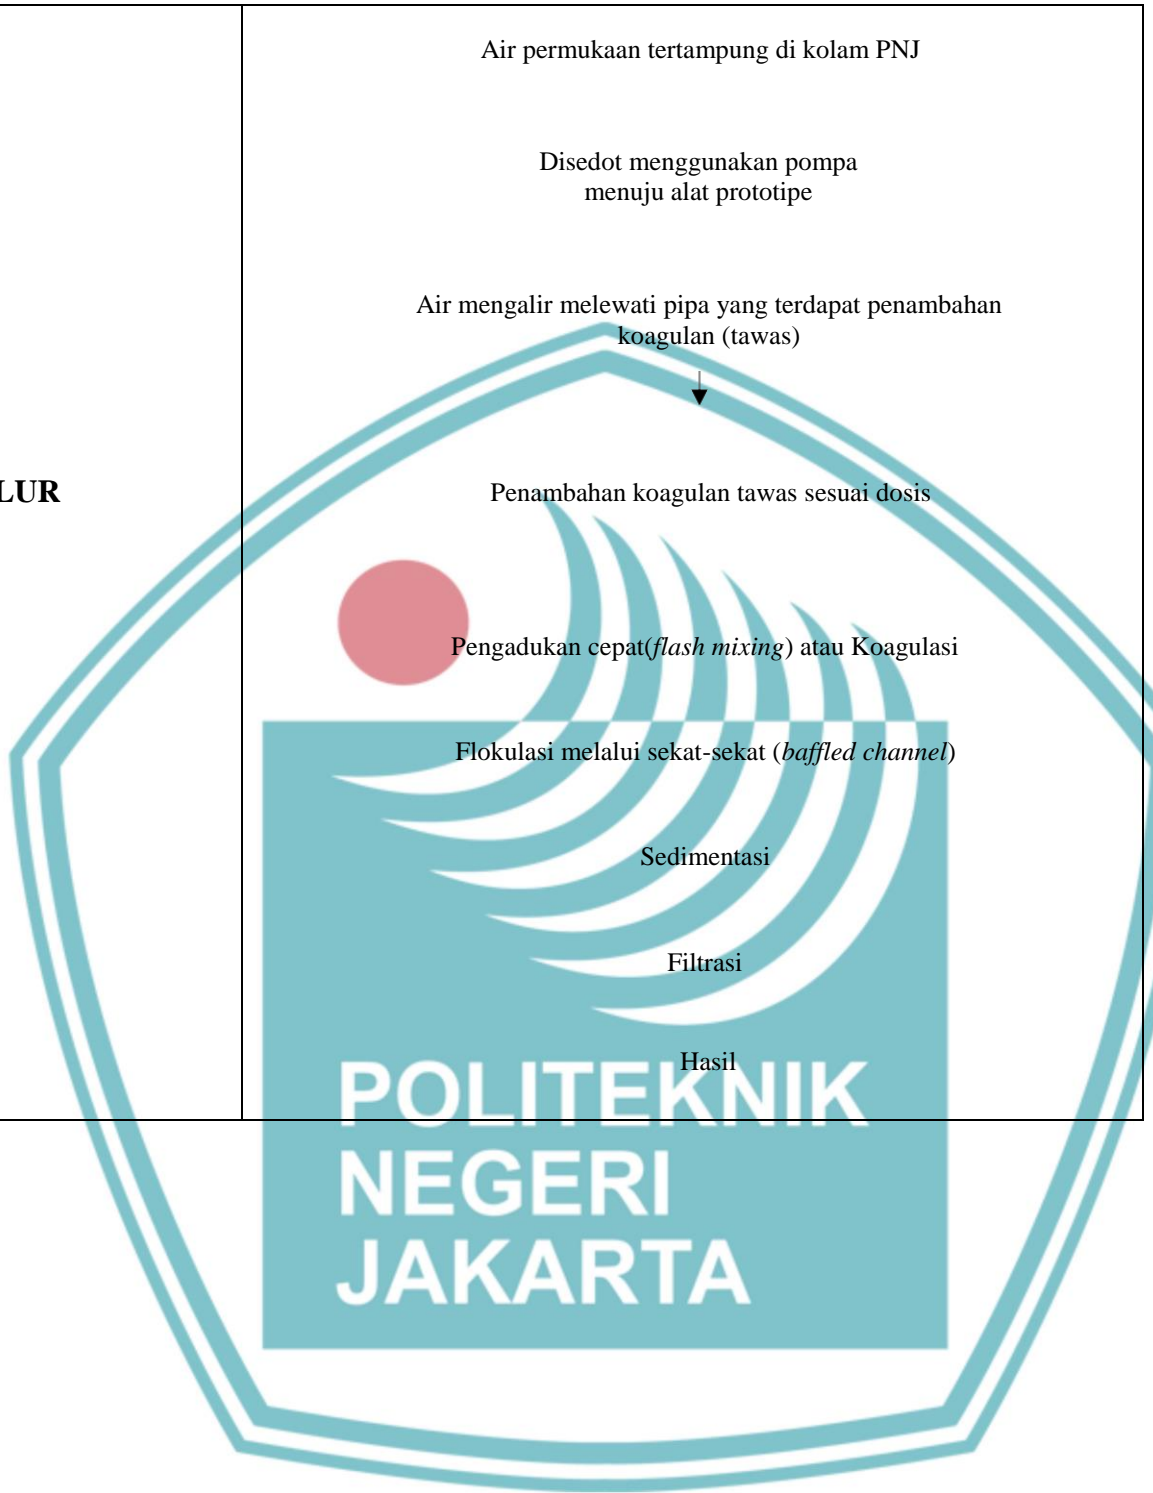 Air permukaan tertampung di kolam PNJ
Disedot menggunakan pompa
menuju alat prototipe
Air mengalir melewati pipa yang terdapat penambahan
koagulan (tawas)
LUR
Penambahan koagulan tawas sesuai dosis
Pengadukan cepat(flash mixing) atau Koagulasi
Flokulasi melalui sekat-sekat (baffled channel)
Sedimentasi
Filtrasi
Hasil
POLITEKNIK
NEGERI
JAKARTA